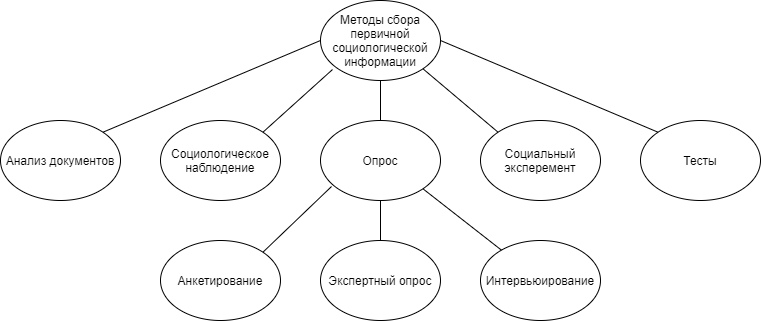 Методы сбора
первичной
социологической
информации
Анализ документов
Социологическое
наблюдение
Опрос
Социальный
эксперемент
Тесты
Анкетирование
Экспертный опрос
Интервьюирование